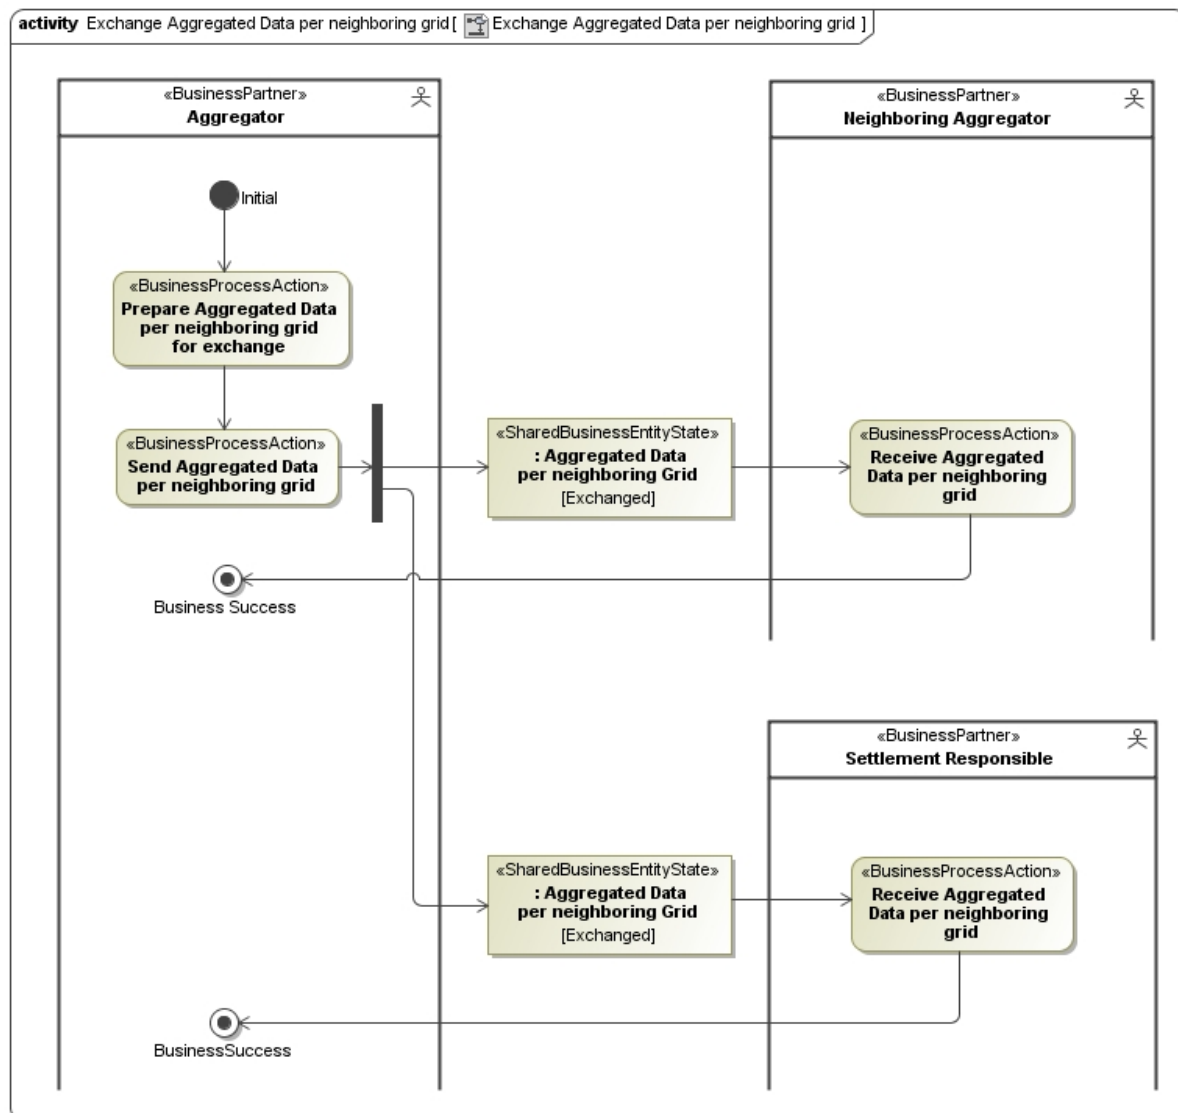 activity Exchange Aggregated Data per neighboring grid[ Exchange Aggregated Data per neighboring grid ]
«BusinessPartner»
Aggregator
«BusinessPartner»
Neighboring Aggregator
Initial
«BusinessProcessAction»
Prepare Aggregated Data
per neighboring grid
for exchange
«BusinessProcessAction»
Send Aggregated Data
per neighboring grid
«SharedBusinessEntityState»
: Aggregated Data
per neighboring Grid
[Exchanged]
«BusinessProcessAction»
Receive Aggregated
Data per neighboring
grid
Business Success
«BusinessPartner»
Settlement Responsible
«SharedBusinessEntityState»
: Aggregated Data
per neighboring Grid
[Exchanged]
«BusinessProcessAction»
Receive Aggregated
Data per neighboring
grid
BusinessSuccess